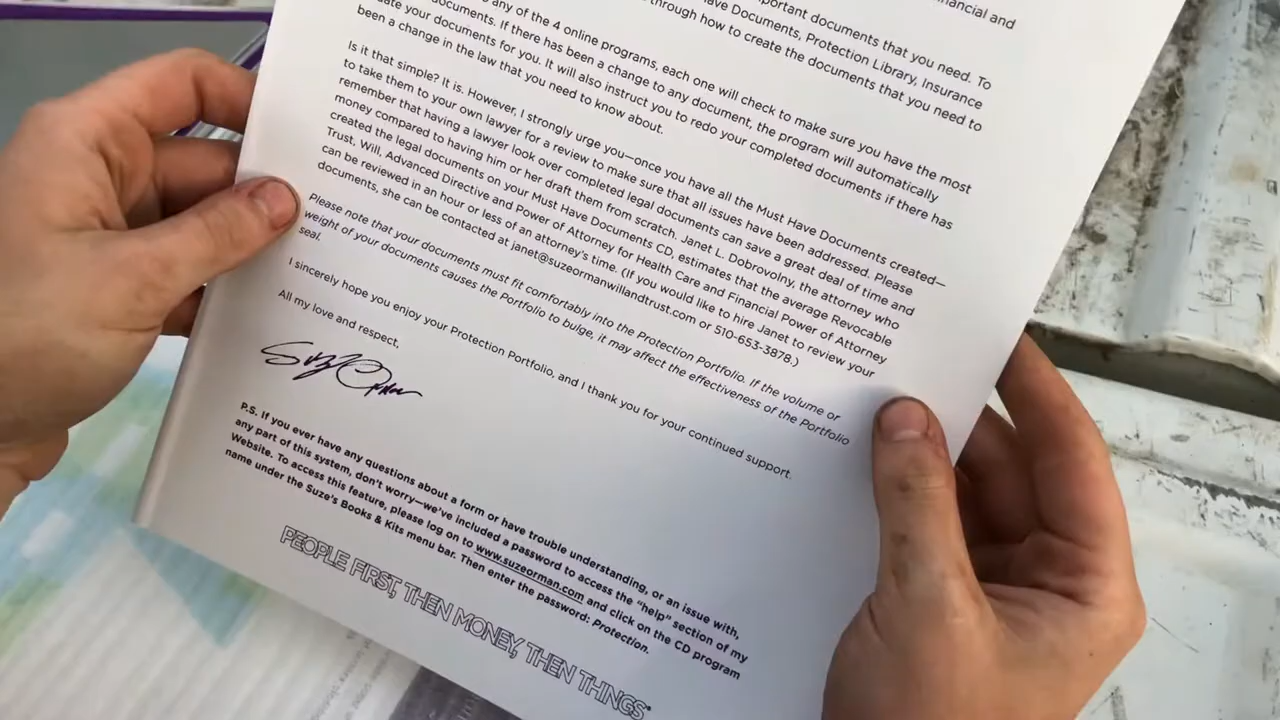 nancial and
portant documents that you need. To
ave Documents, Protection Library, Insurance
through how to create the documents that you need to
any of the 4 online programs, each one will check to make sure you have the most
ocuments. If there has been a change to any document, the program will automatically
date your documents for you. It will also instruct you to redo your completed documents if there has
been a change in the law that you need to know about.
Is it that simple? It is. However, I strongly urge you—once you have all the Must Have Documents created—
to take them to your own lawyer for a review to make sure that all issues have been addressed. Please
remember that having a lawyer look over completed legal documents can save a great deal of time and
money compared to having him or her draft them from scratch. Janet L. Dobrovolny, the attorney who
created the legal documents on your Must Have Documents CD, estimates that the average Revocable
Trust, Will, Advanced Directive and Power of Attorney for Health Care and Financial Power of Attorney
can be reviewed in an hour or less of an attorney's time. (If you would like to hire Janet to review your
documents, she can be contacted at janet@suzeormanwillandtrust.com or 510-653-3878.)
Please note that your documents must fit comfortably into the Protection Portfolio. If the volume or
weight of your documents causes the Portfolio to bulge, it may affect the effectiveness of the Portfolio
seal.
I sincerely hope you enjoy your Protection Portfolio, and I thank you for your continued support.
All my love and respect,
Suze Orman
P.S. If you ever have any questions about a form or have trouble understanding, or an issue with,
any part of this system, don't worry—we've included a password to access the "help" section of my
Website. To access this feature, please log on to www.suzeorman.com and click on the CD program
name under the Suze's Books & Kits menu bar. Then enter the password: Protection.
PEOPLE FIRST, THEN MONEY, THEN THINGS®